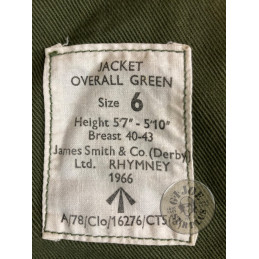 JACKET
OVERALL GREEN
Size 6
Height 5'7" - 5'10"
Breast 40-43
James Smith & Co. (Derby)
Ltd. RHYMNEY
1966
A/78/Clo/16276/CTS